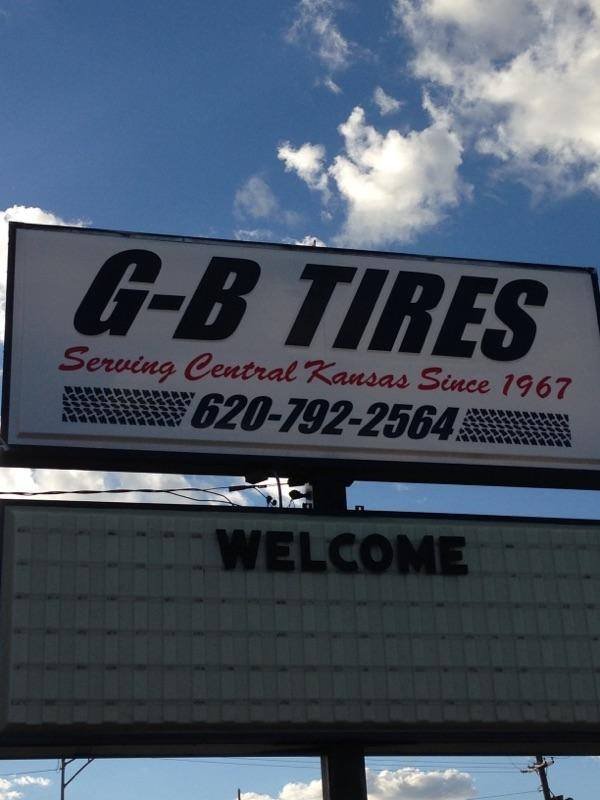 G-B TIRES
Serving Central Kansas Since 1967
620-792-2564
WELCOME